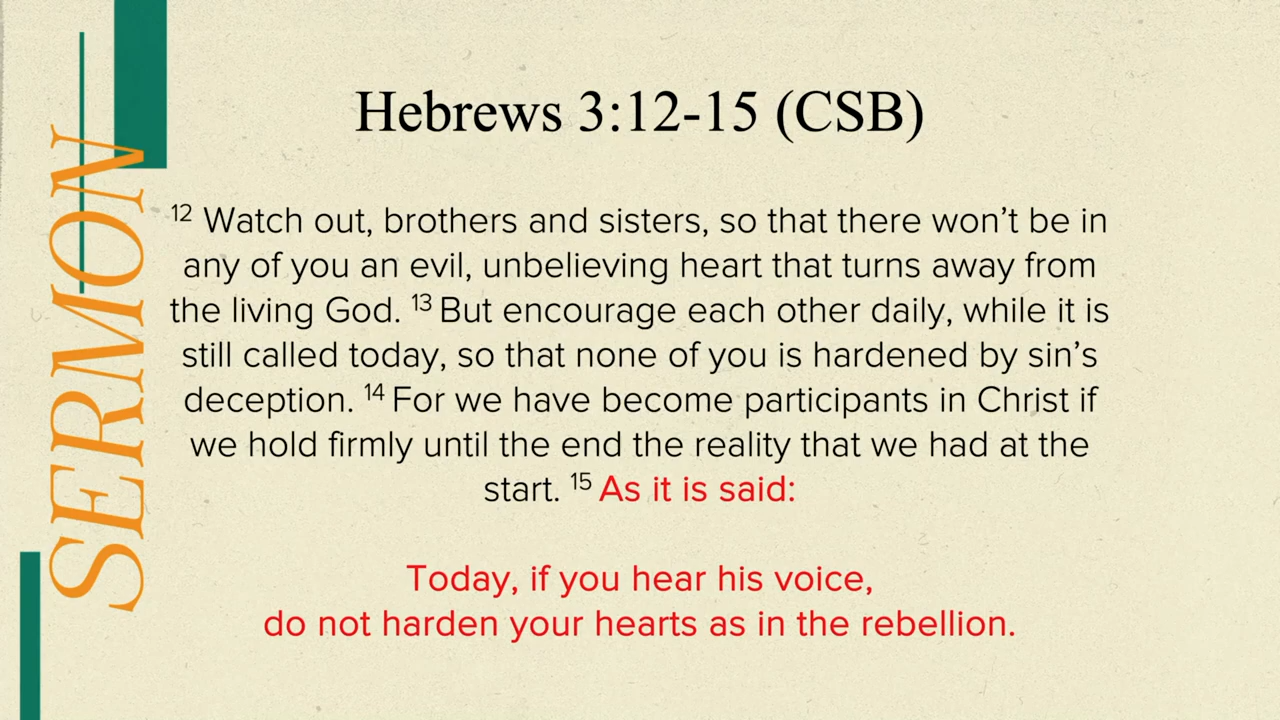 SERMON
Hebrews 3:12-15 (CSB)
12 Watch out, brothers and sisters, so that there won’t be in
any of you an evil, unbelieving heart that turns away from
the living God. 13 But encourage each other daily, while it is
still called today, so that none of you is hardened by sin’s
deception. 14 For we have become participants in Christ if
we hold firmly until the end the reality that we had at the
start. 15 As it is said:
Today, if you hear his voice,
do not harden your hearts as in the rebellion.